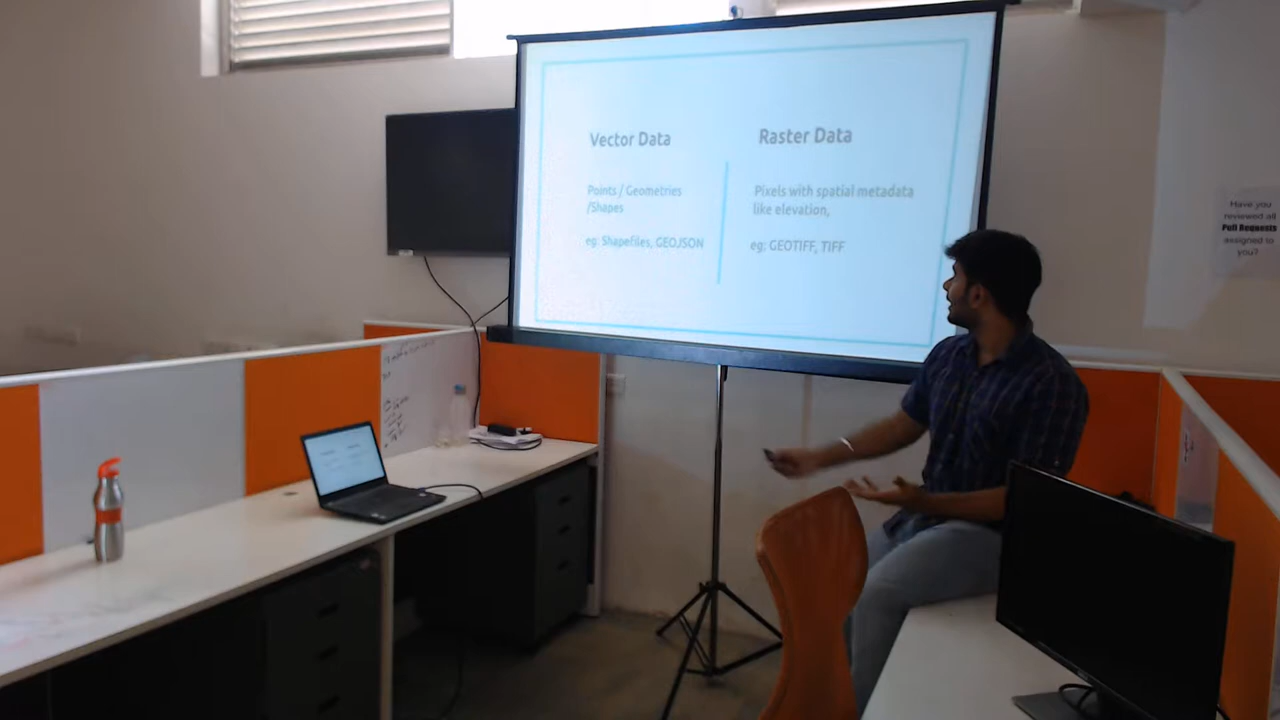 Vector Data
Points / Geometries
/Shapes
eg: Shapefiles, GEOJSON
Raster Data
Pixels with spatial metadata
like elevation,
eg: GEOTIFF, TIFF
Have you
reviewed all
Pull Requests
assigned to
you?